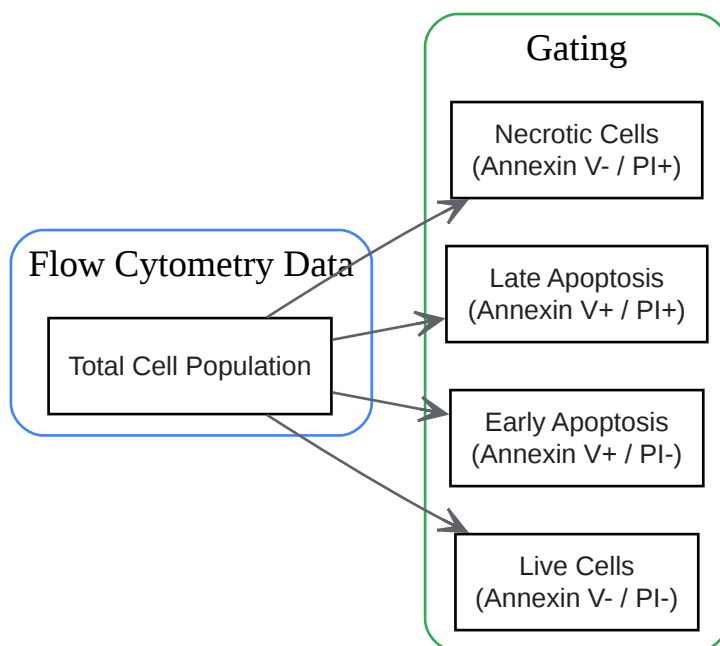 Gating
Necrotic Cells
(Annexin V- / PI+)
Flow Cytometry Data
Late Apoptosis
(Annexin V+ / PI+)
Total Cell Population
Early Apoptosis
(Annexin V+ / PI-)
Live Cells
(Annexin V- / PI-)